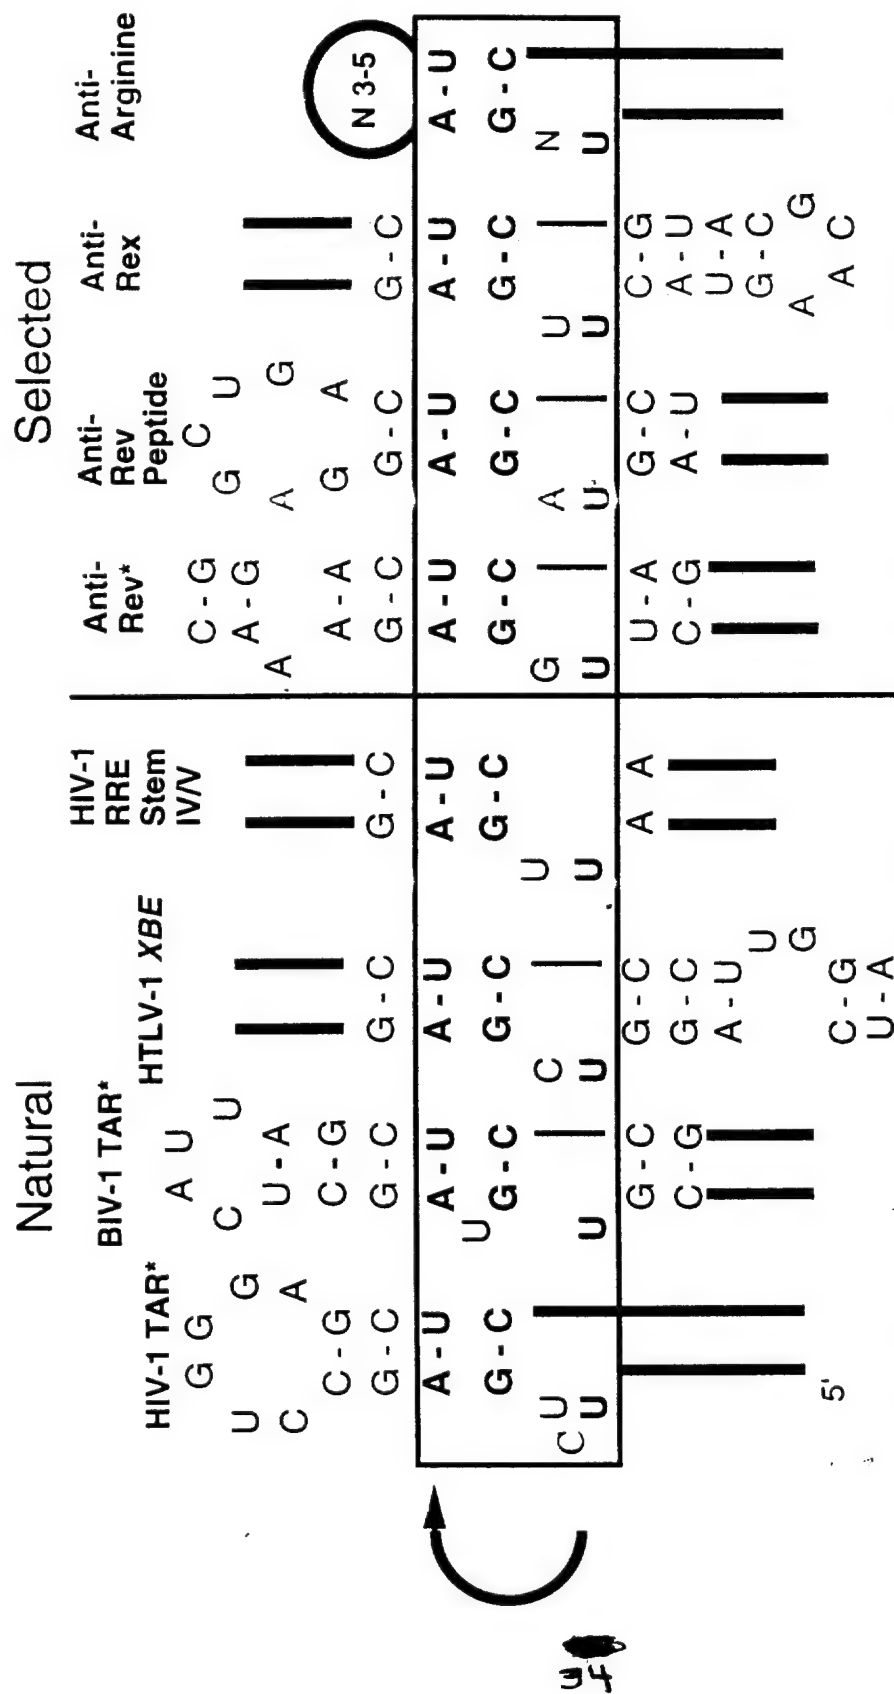 Natural
HIV-1 TAR*
G G
U G
C A
C - G
G - C
A - U
G - C
U
C U
5'
BIV-1 TAR*
A U
C U
U - A
C - G
G - C
A - U
U G - C
U
G - C
C - G
HTLV-1 XBE
G - C
A - U
G - C
C
U
G - C
G - C
A - U
U
G
C - G
U - A
HIV-1
RRE
Stem
IV/V
G - C
A - U
G - C
U
U
A A
Selected
Anti-
Rev*
C - G
A - G
A
A - A
G - C
A - U
G - C
G
U
U - A
C - G
Anti-
Rev
Peptide
C
G U
A G
G A
G - C
A - U
G - C
A
U
G - C
A - U
Anti-
Rex
G - C
A - U
G - C
U
U
C - G
A - U
U - A
G - C
A G
A C
Anti-
Arginine
N 3-5
A - U
G - C
N
U